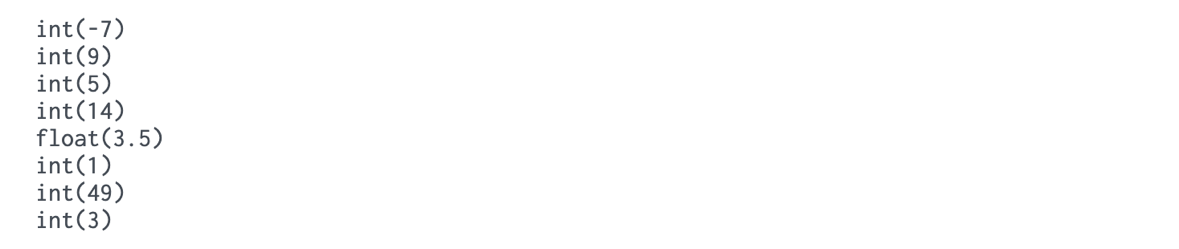 int(-7)
int(9)
int(5)
int(14)
float(3.5)
int(1)
int(49)
int(3)